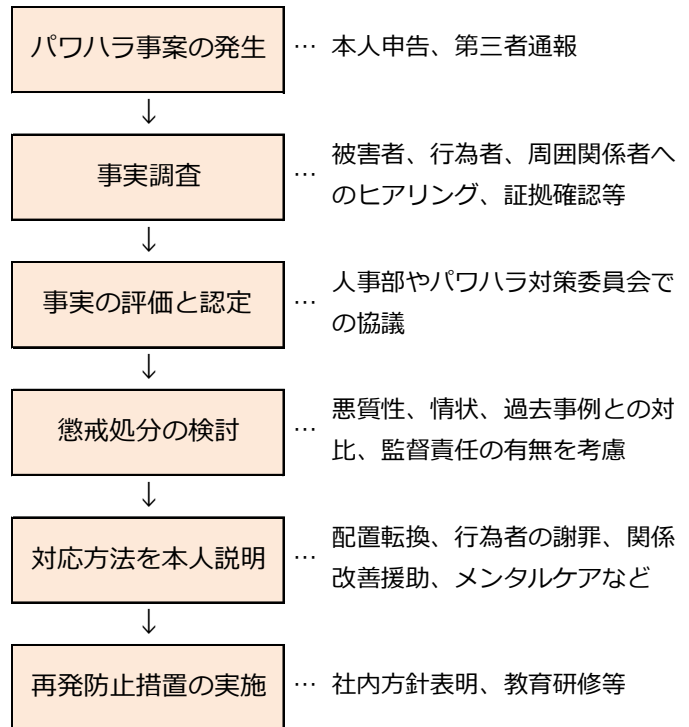 パワハラ事案の発生 … 本人申告、第三者通報
↓
事実調査 … 被害者、行為者、周囲関係者へ
のヒアリング、証拠確認等
↓
事実の評価と認定 … 人事部やパワハラ対策委員会で
の協議
↓
懲戒処分の検討 … 悪質性、情状、過去事例との対
比、監督責任の有無を考慮
↓
対応方法を本人説明 … 配置転換、行為者の謝罪、関係
改善援助、メンタルケアなど
↓
再発防止措置の実施 … 社内方針表明、教育研修等